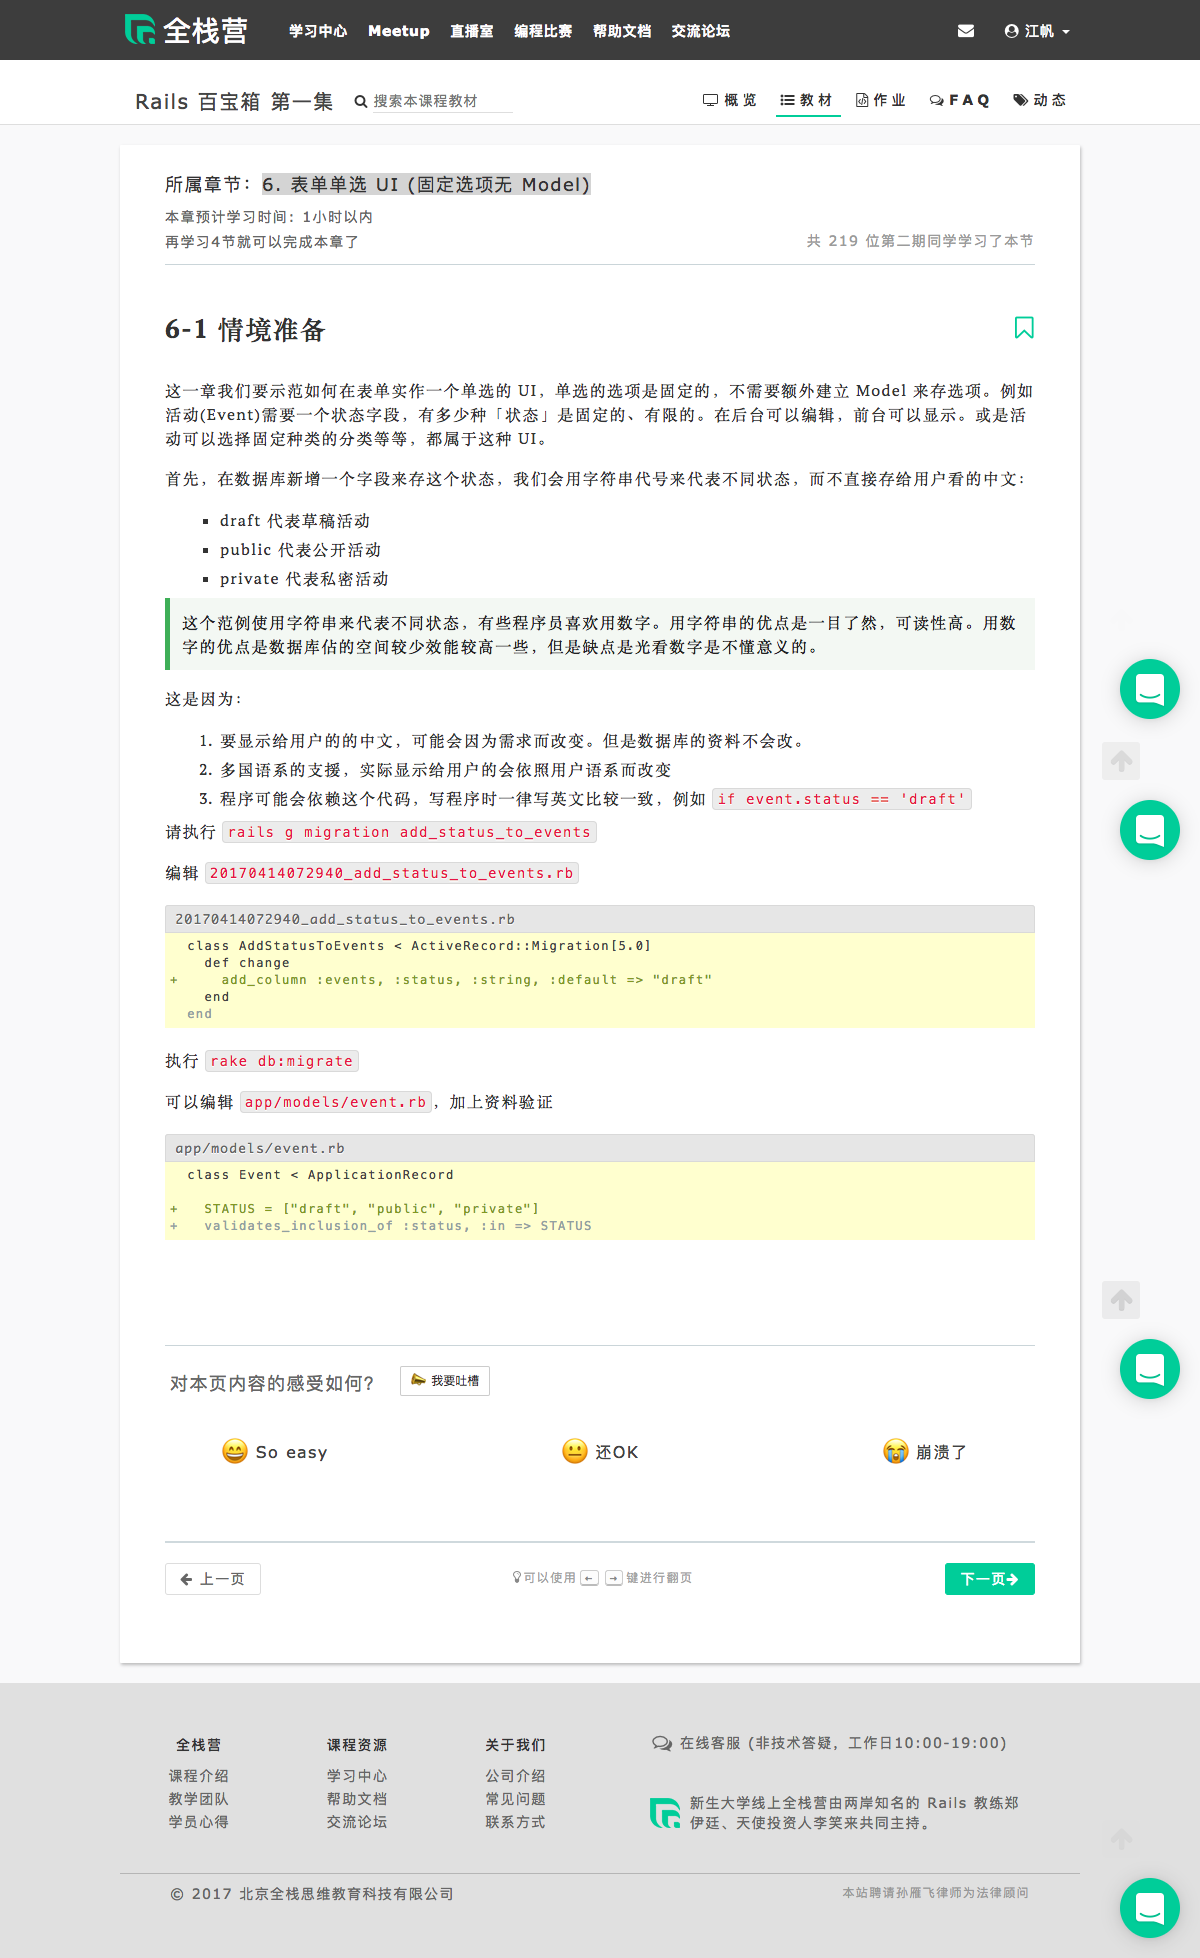 全栈营 学习中心 Meetup 直播室 编程比赛 帮助文档 交流论坛 江帆
Rails 百宝箱 第一集 搜索本课程教材 概览 教材 作业 FAQ 动态
所属章节：6. 表单单选 UI (固定选项无 Model)
本章预计学习时间：1小时以内
再学习4节就可以完成本章了
共 219 位第二期同学学习了本节
6-1 情境准备
这一章我们要示范如何在表单实作一个单选的 UI，单选的选项是固定的，不需要额外建立 Model 来存选项。例如
活动(Event)需要一个状态字段，有多少种「状态」是固定的、有限的。在后台可以编辑，前台可以显示。或是活
动可以选择固定种类的分类等等，都属于这种 UI。
首先，在数据库新增一个字段来存这个状态，我们会用字符串代号来代表不同状态，而不直接存给用户看的中文：
draft 代表草稿活动
public 代表公开活动
private 代表私密活动
这个范例使用字符串来代表不同状态，有些程序员喜欢用数字。用字符串的优点是一目了然，可读性高。用数
字的优点是数据库佔的空间较少效能较高一些，但是缺点是光看数字是不懂意义的。
这是因为：
1. 要显示给用户的的中文，可能会因为需求而改变。但是数据库的资料不会改。
2. 多国语系的支援，实际显示给用户的会依照用户语系而改变
3. 程序可能会依赖这个代码，写程序时一律写英文比较一致，例如 if event.status == 'draft'
请执行 rails g migration add_status_to_events
编辑 20170414072940_add_status_to_events.rb
20170414072940_add_status_to_events.rb
class AddStatusToEvents < ActiveRecord::Migration[5.0]
def change
+ add_column :events, :status, :string, :default => "draft"
end
end
执行 rake db:migrate
可以编辑 app/models/event.rb，加上资料验证
app/models/event.rb
class Event < ApplicationRecord
+ STATUS = ["draft", "public", "private"]
+ validates_inclusion_of :status, :in => STATUS
对本页内容的感受如何？ 我要吐槽
So easy 还OK 崩溃了
上一页 可以使用 ← → 键进行翻页 下一页
全栈营 课程资源 关于我们
课程介绍 学习中心 公司介绍
教学团队 帮助文档 常见问题
学员心得 交流论坛 联系方式
在线客服 (非技术答疑，工作日10:00-19:00)
新生大学线上全栈营由两岸知名的 Rails 教练郑
伊廷、天使投资人李笑来共同主持。
© 2017 北京全栈思维教育科技有限公司
本站聘请孙雁飞律师为法律顾问